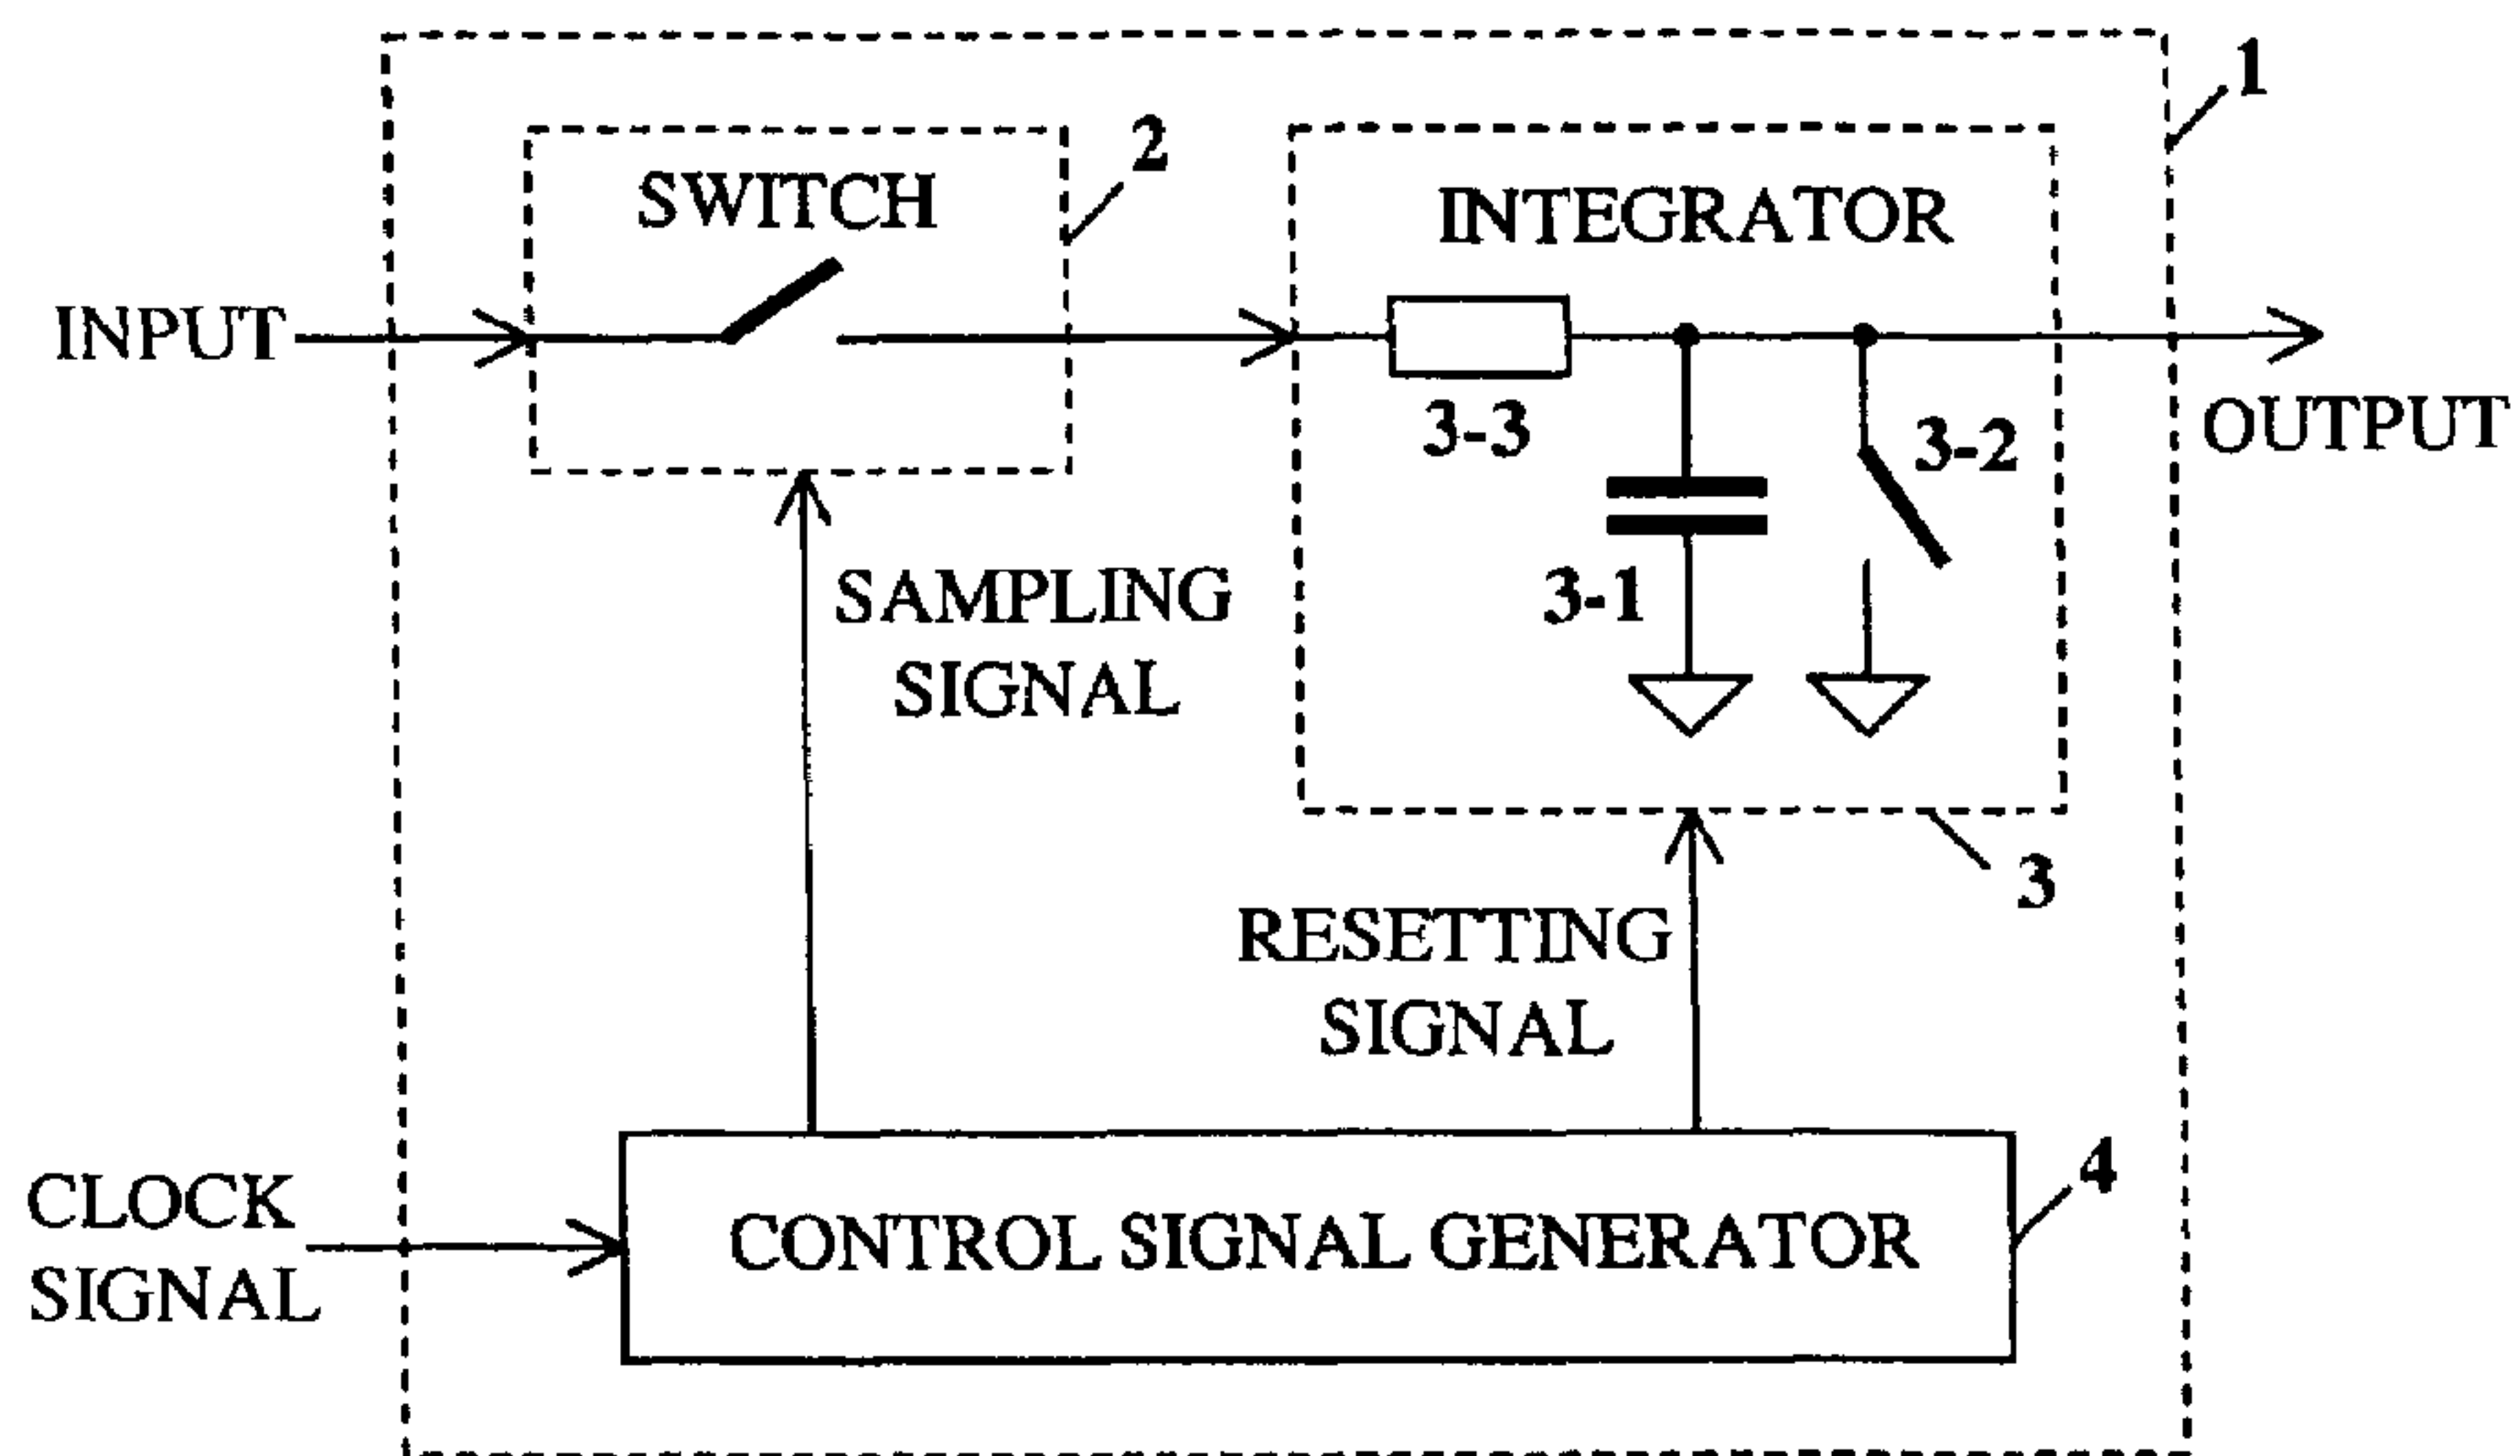 1
2
SWITCH
INTEGRATOR
INPUT
3-3
3-2
OUTPUT
SAMPLING
SIGNAL
3-1
3
RESETTING
SIGNAL
4
CLOCK
SIGNAL
CONTROL SIGNAL GENERATOR